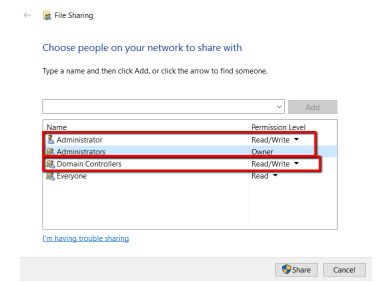 File Sharing
Choose people on your network to share with
Type a name and then click Add, or click the arrow to find someone.
Add
Name Permission Level
Administrator Read/Write
Administrators Owner
Domain Controllers Read/Write
Everyone Read
I'm having trouble sharing
Share Cancel